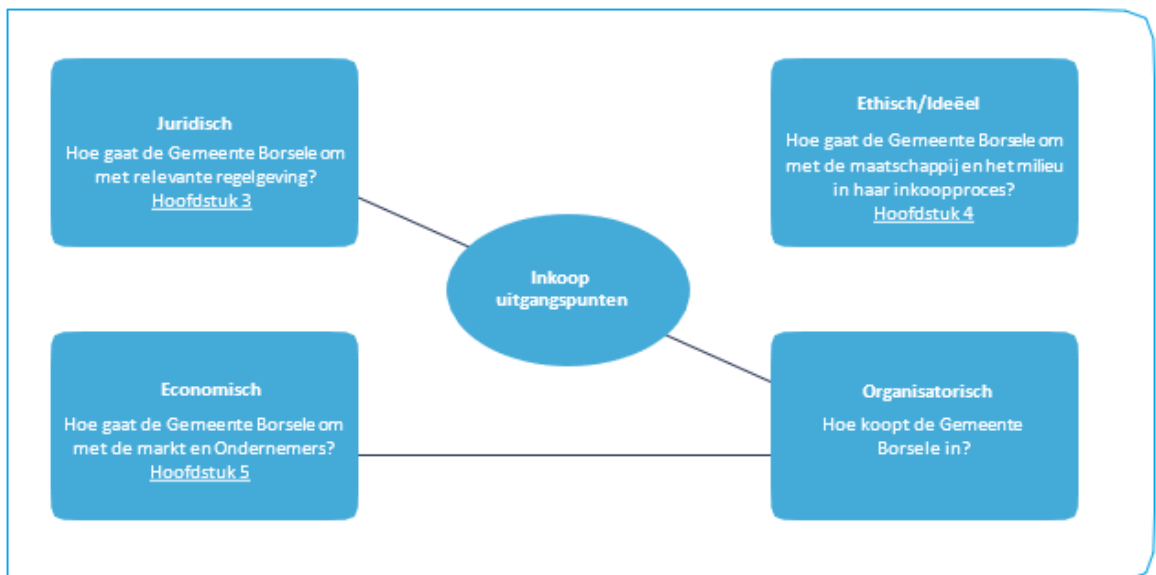 Juridisch
Hoe gaat de Gemeente Borsele om
met relevante regelgeving?
Hoofdstuk 3
Ethisch/Ideëel
Hoe gaat de Gemeente Borsele om
met de maatschappij en het milieu
in haar inkoopproces?
Hoofdstuk 4
Inkoop
uitgangspunten
Economisch
Hoe gaat de Gemeente Borsele om
met de markt en Ondernemers?
Hoofdstuk 5
Organisatorisch
Hoe koopt de Gemeente
Borsele in?